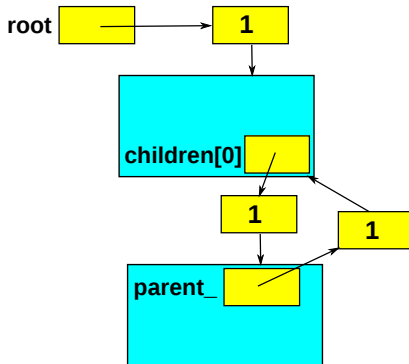 root
1
children[0]
1
1
parent_